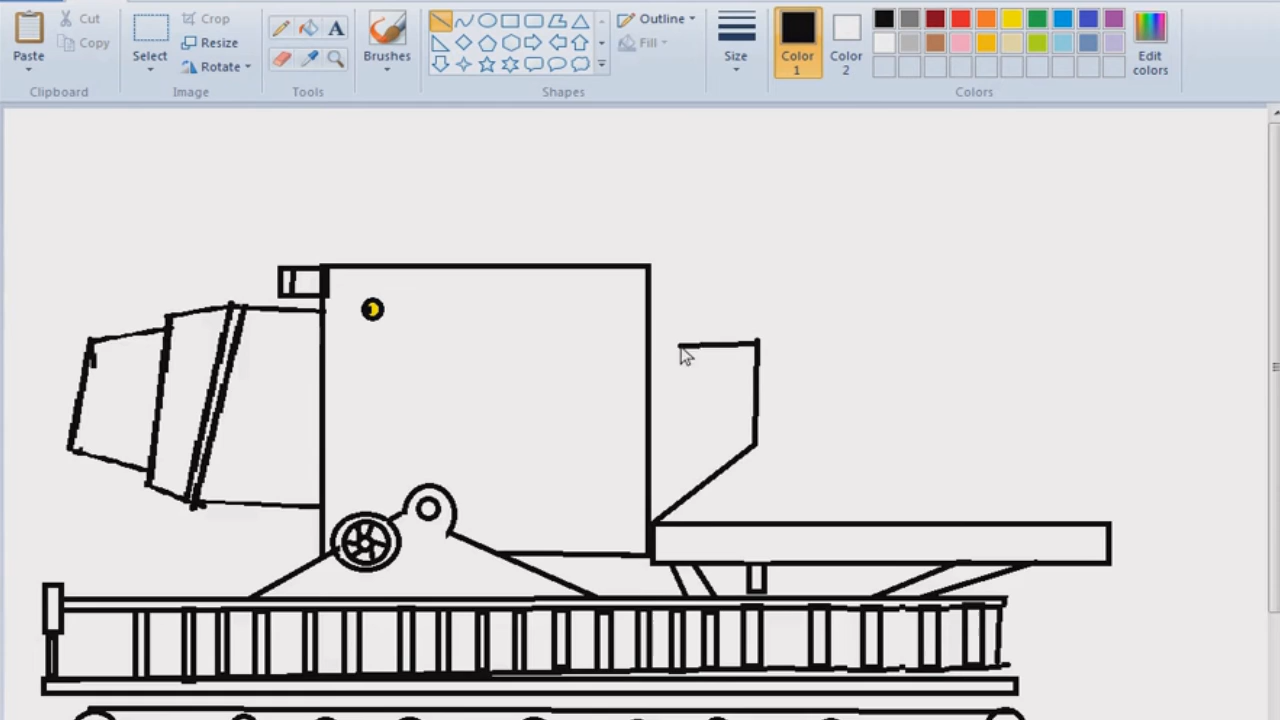 Paste
Cut
Copy
Clipboard
Select
Crop
Resize
Rotate
Image
A
Tools
Brushes
Shapes
Outline
Fill
Size
Color 1
Color 2
Edit colors
Colors